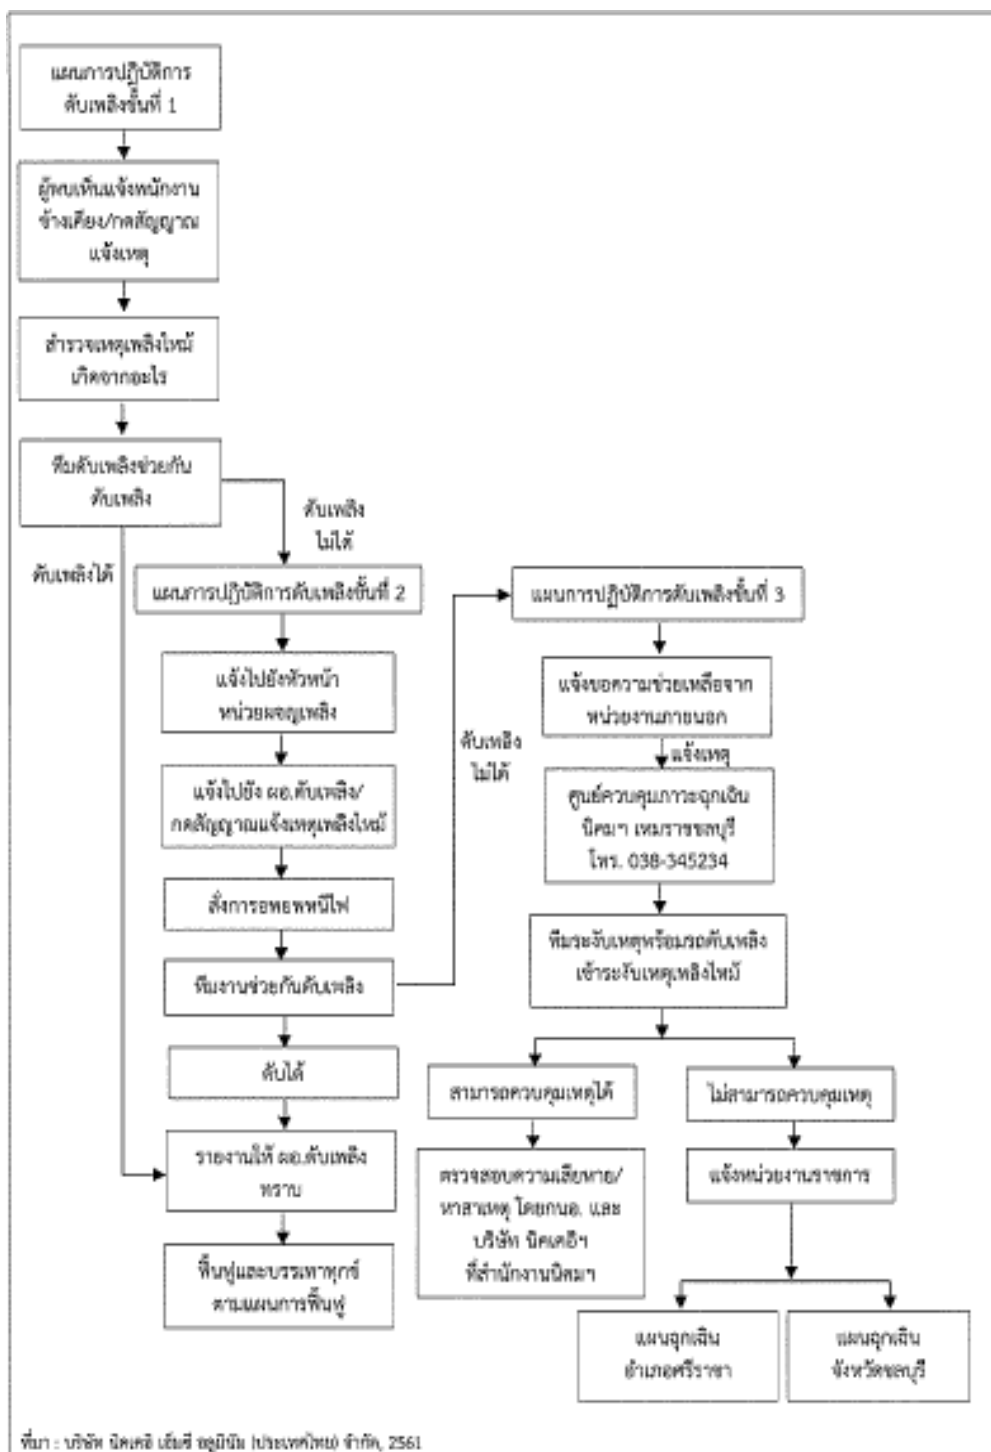 แผนการปฏิบัติการ
ดับเพลิงขั้นที่ 1
ผู้พบเห็นแจ้งพนักงาน
ข้างเคียง/กดสัญญาณ
แจ้งเหตุ
สำรวจเหตุเพลิงไหม้
เกิดจากอะไร
ทีมดับเพลิงช่วยกัน
ดับเพลิง
ดับเพลิง
ไม่ได้
ดับเพลิงได้
แผนการปฏิบัติการดับเพลิงขั้นที่ 2
แจ้งไปยังหัวหน้า
หน่วยผจญเพลิง
แจ้งไปยัง ผอ.ดับเพลิง/
กดสัญญาณแจ้งเหตุเพลิงไหม้
สั่งการอพยพหนีไฟ
ทีมงานช่วยกันดับเพลิง
ดับได้
รายงานให้ ผอ.ดับเพลิง
ทราบ
ฟื้นฟูและบรรเทาทุกข์
ตามแผนการฟื้นฟู
ดับเพลิง
ไม่ได้
แผนการปฏิบัติการดับเพลิงขั้นที่ 3
แจ้งขอความช่วยเหลือจาก
หน่วยงานภายนอก
แจ้งเหตุ
ศูนย์ควบคุมภาวะฉุกเฉิน
นิคมฯ เหมราชชลบุรี
โทร. 038-345234
ทีมระงับเหตุพร้อมรถดับเพลิง
เข้าระงับเหตุเพลิงไหม้
สามารถควบคุมเหตุได้
ตรวจสอบความเสียหาย/
หาสาเหตุ โดยกนอ. และ
บริษัท นิคเคอิฯ
ที่สำนักงานนิคมฯ
ไม่สามารถควบคุมเหตุ
แจ้งหน่วยงานราชการ
แผนฉุกเฉิน
อำเภอศรีราชา
แผนฉุกเฉิน
จังหวัดชลบุรี
ที่มา : บริษัท นิคเคอิ เอ็มซี อลูมินัม (ประเทศไทย) จำกัด, 2561